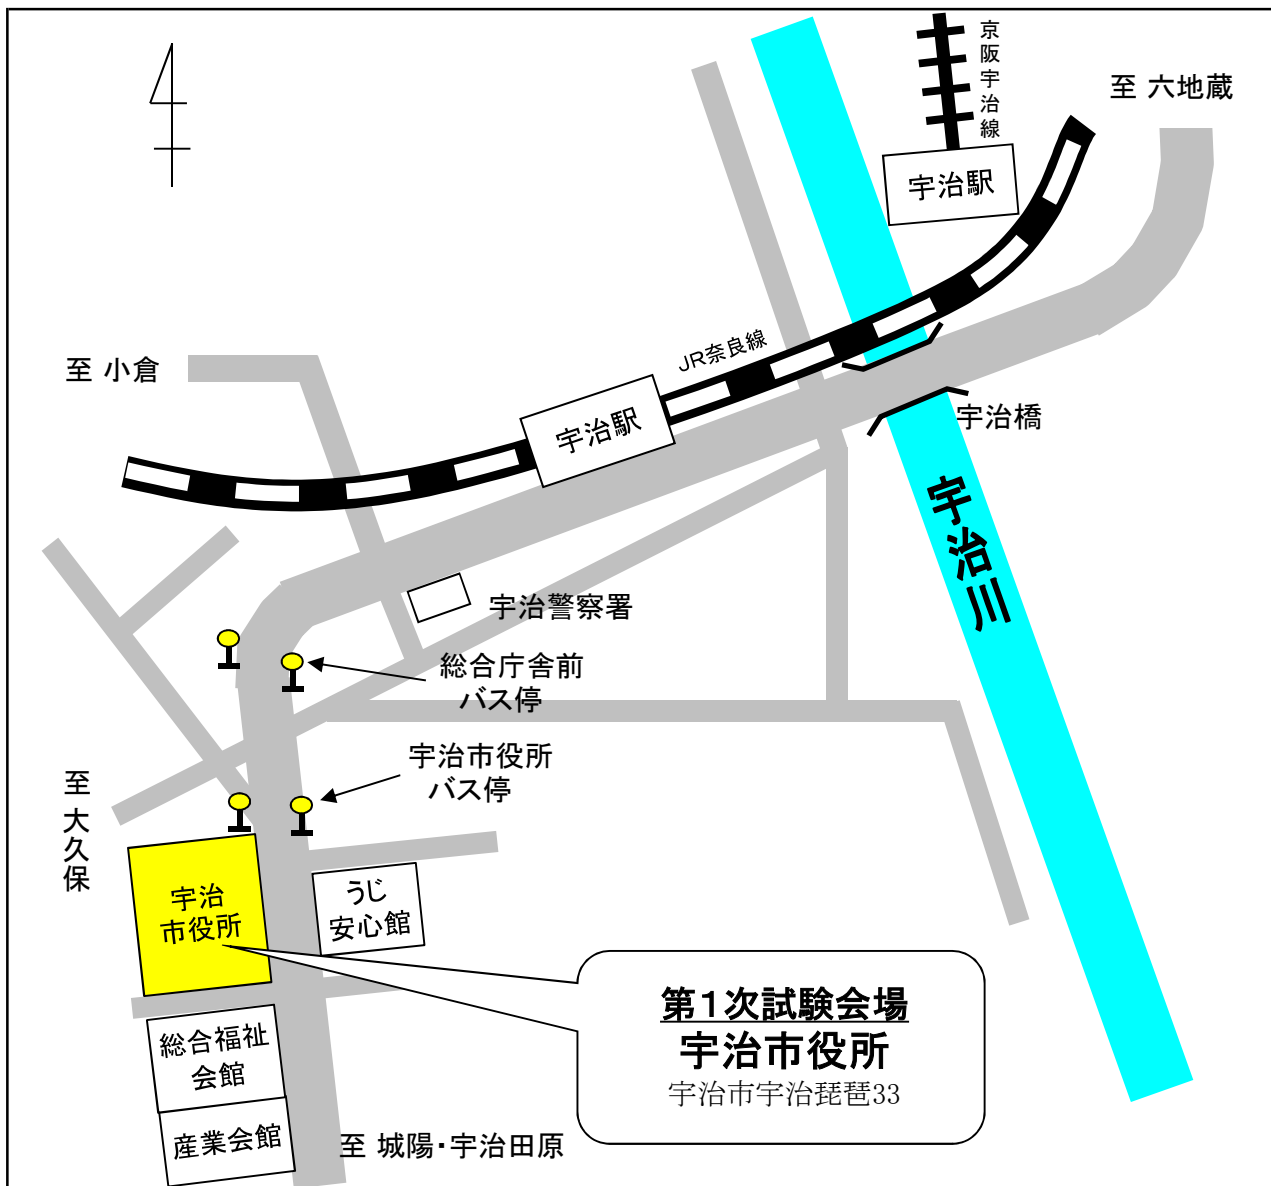 京阪宇治線
至 六地蔵
宇治駅
JR奈良線
至 小倉
宇治駅
宇治橋
宇治川
宇治警察署
総合庁舎前
バス停
宇治市役所
バス停
至 大久保
宇治
市役所
うじ
安心館
第1次試験会場
宇治市役所
宇治市宇治琵琶33
総合福祉
会館
産業会館
至 城陽・宇治田原